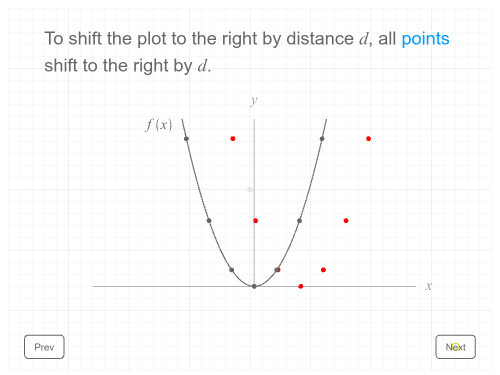 To shift the plot to the right by distance d, all points
shift to the right by d.
y
f(x)
x
Prev
Next